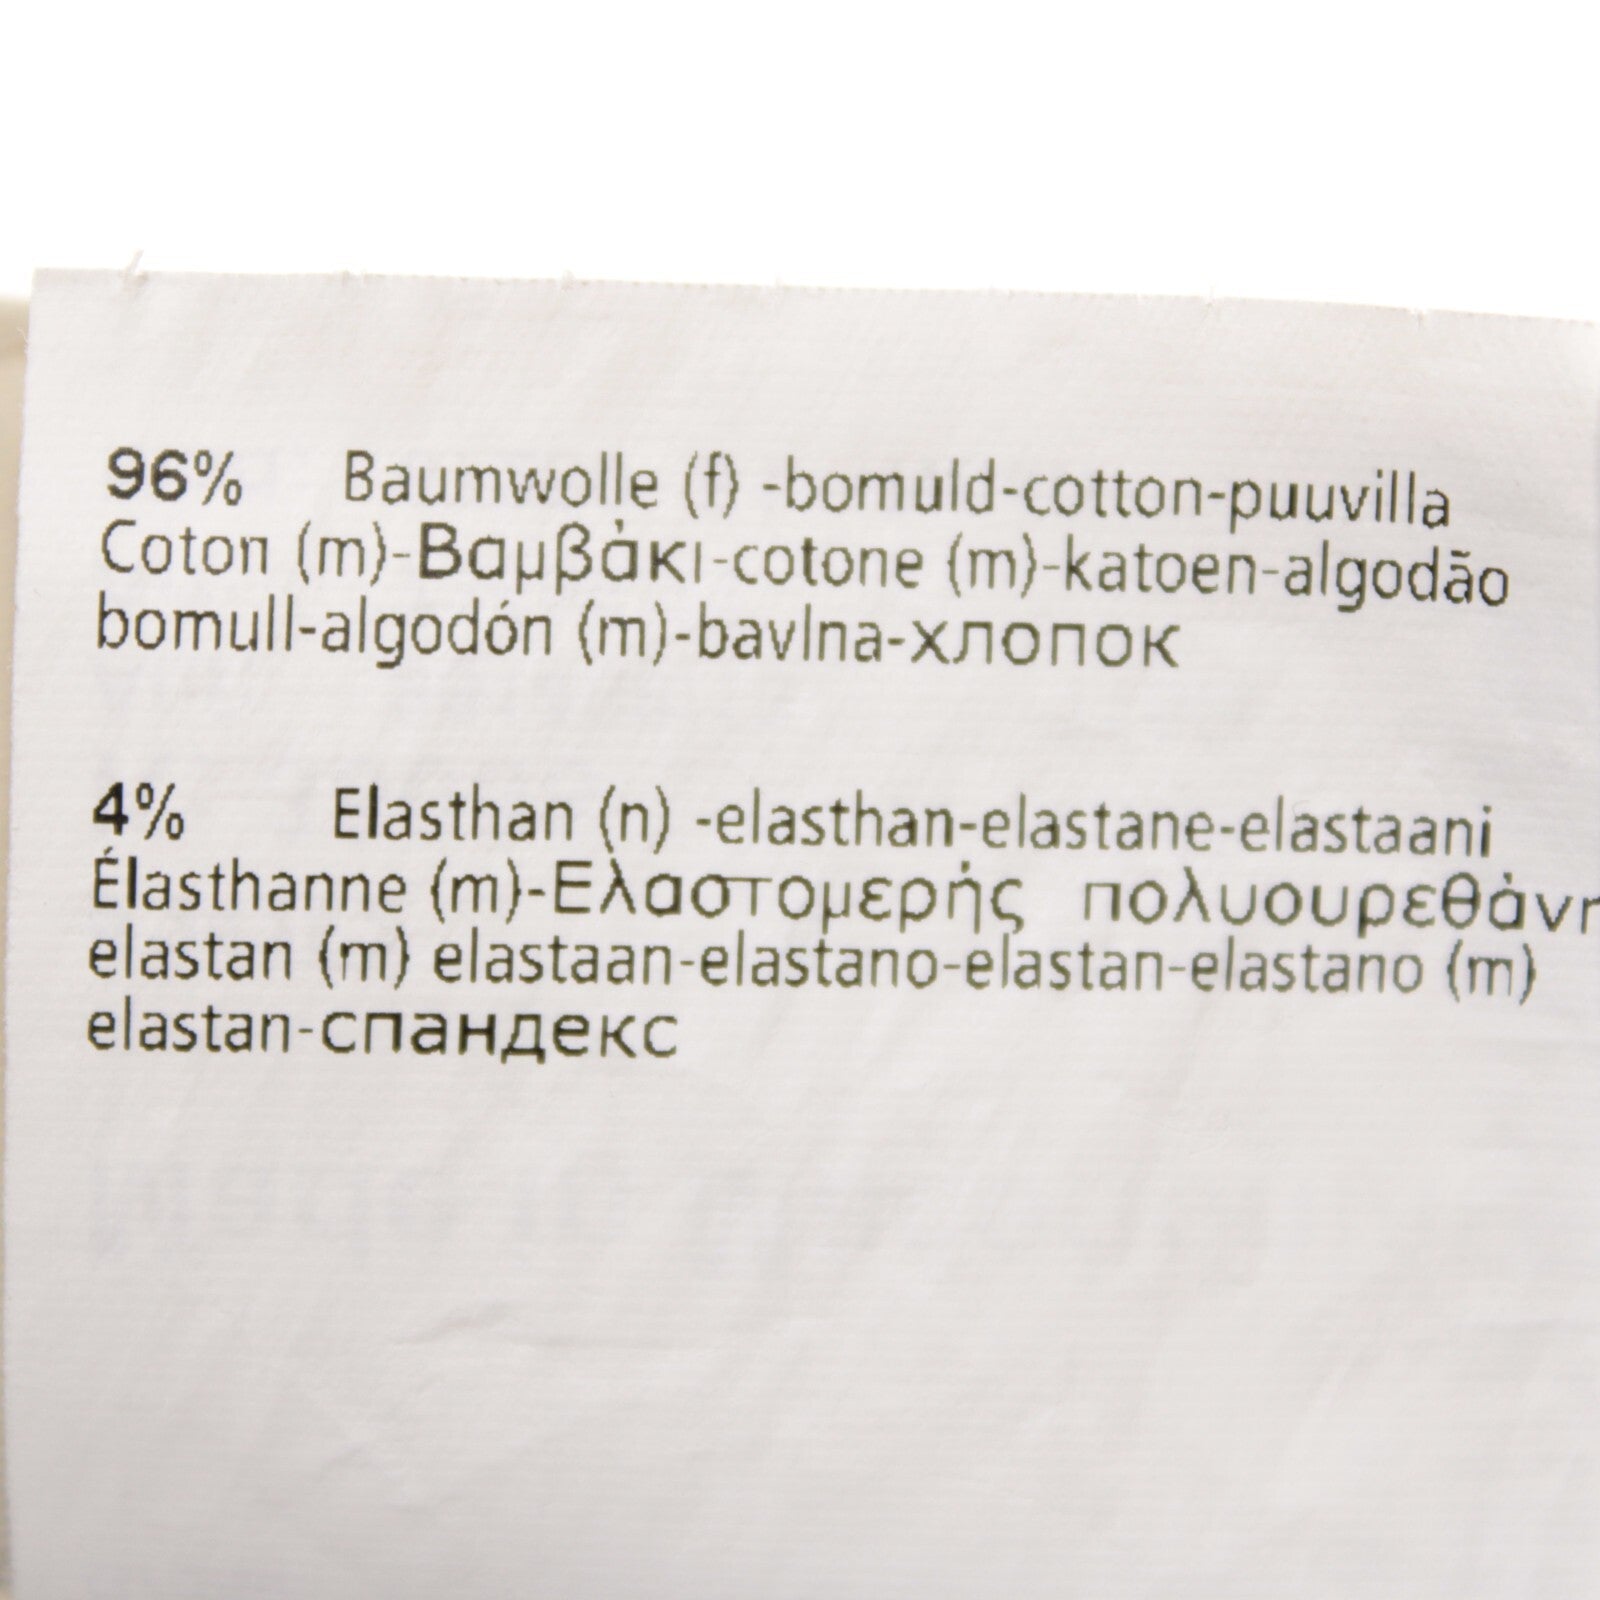 96% Baumwolle (f) -bomuld-cotton-puuvilla
Coton (m)-Βαμβάκι-cotone (m)-katoen-algodão
bomull-algodón (m)-bavlna-хлопок
4% Elasthan (n) -elasthan-elastane-elastaani
Élasthanne (m)-Ελαστομερής
elastan (m) elastaan-elastano-elastan-elastano (m)
elastan-спандекс